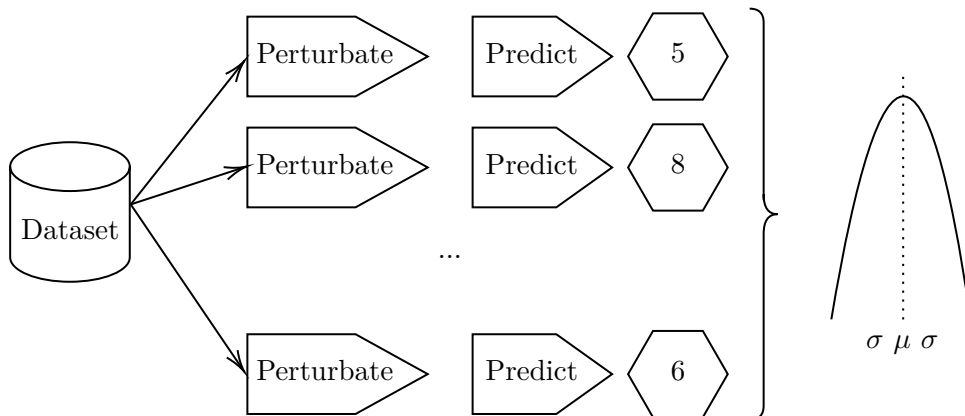 Perturbate Predict 5
Perturbate Predict 8
Dataset
...
σ μ σ
Perturbate Predict 6